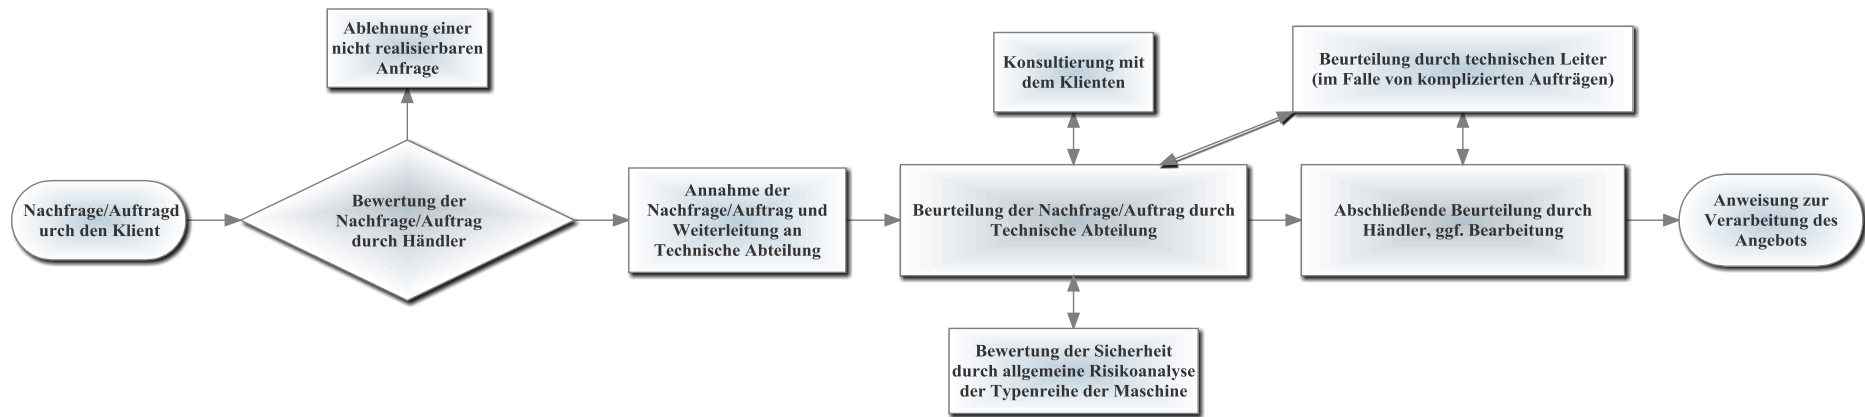 Nachfrage/Auftragd
urch den Klient
Ablehnung einer
nicht realisierbaren
Anfrage
Bewertung der
Nachfrage/Auftrag
durch Händler
Annahme der
Nachfrage/Auftrag und
Weiterleitung an
Technische Abteilung
Konsultierung mit
dem Klienten
Beurteilung der Nachfrage/Auftrag durch
Technische Abteilung
Bewertung der Sicherheit
durch allgemeine Risikoanalyse
der Typenreihe der Maschine
Beurteilung durch technischen Leiter
(im Falle von komplizierten Aufträgen)
Abschließende Beurteilung durch
Händler, ggf. Bearbeitung
Anweisung zur
Verarbeitung des
Angebots